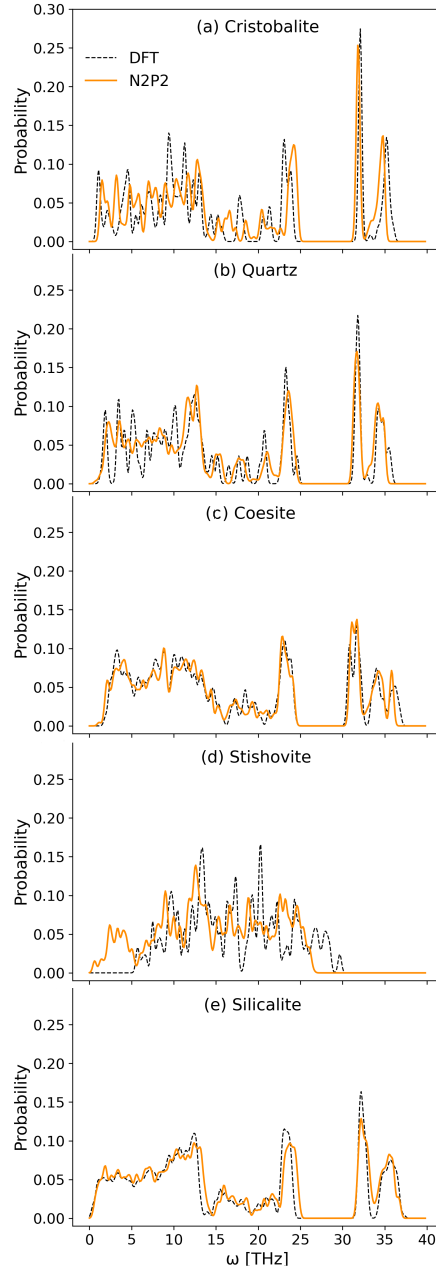 (a) Cristobalite
DFT
N2P2
Probability
0.30
0.25
0.20
0.15
0.10
0.05
0.00
(b) Quartz
Probability
0.25
0.20
0.15
0.10
0.05
0.00
(c) Coesite
Probability
0.25
0.20
0.15
0.10
0.05
0.00
(d) Stishovite
Probability
0.25
0.20
0.15
0.10
0.05
0.00
(e) Silicalite
Probability
0.25
0.20
0.15
0.10
0.05
0.00
0 5 10 15 20 25 30 35 40
ω [THz]